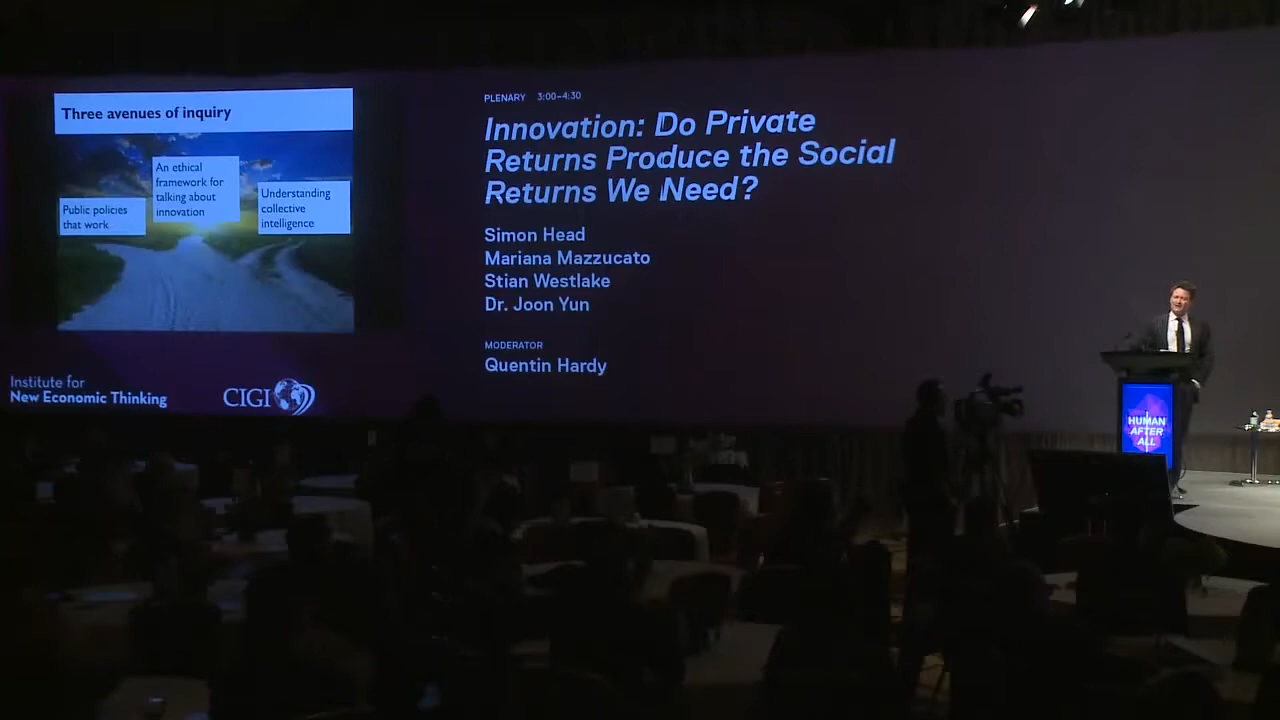 Three avenues of inquiry
Public policies
that work
An ethical
framework for
talking about
innovation
Understanding
collective
intelligence
Institute for
New Economic Thinking
CIGI
PLENARY 3:00–4:30
Innovation: Do Private
Returns Produce the Social
Returns We Need?
Simon Head
Mariana Mazzucato
Stian Westlake
Dr. Joon Yun
MODERATOR
Quentin Hardy
HUMAN
AFTER
ALL